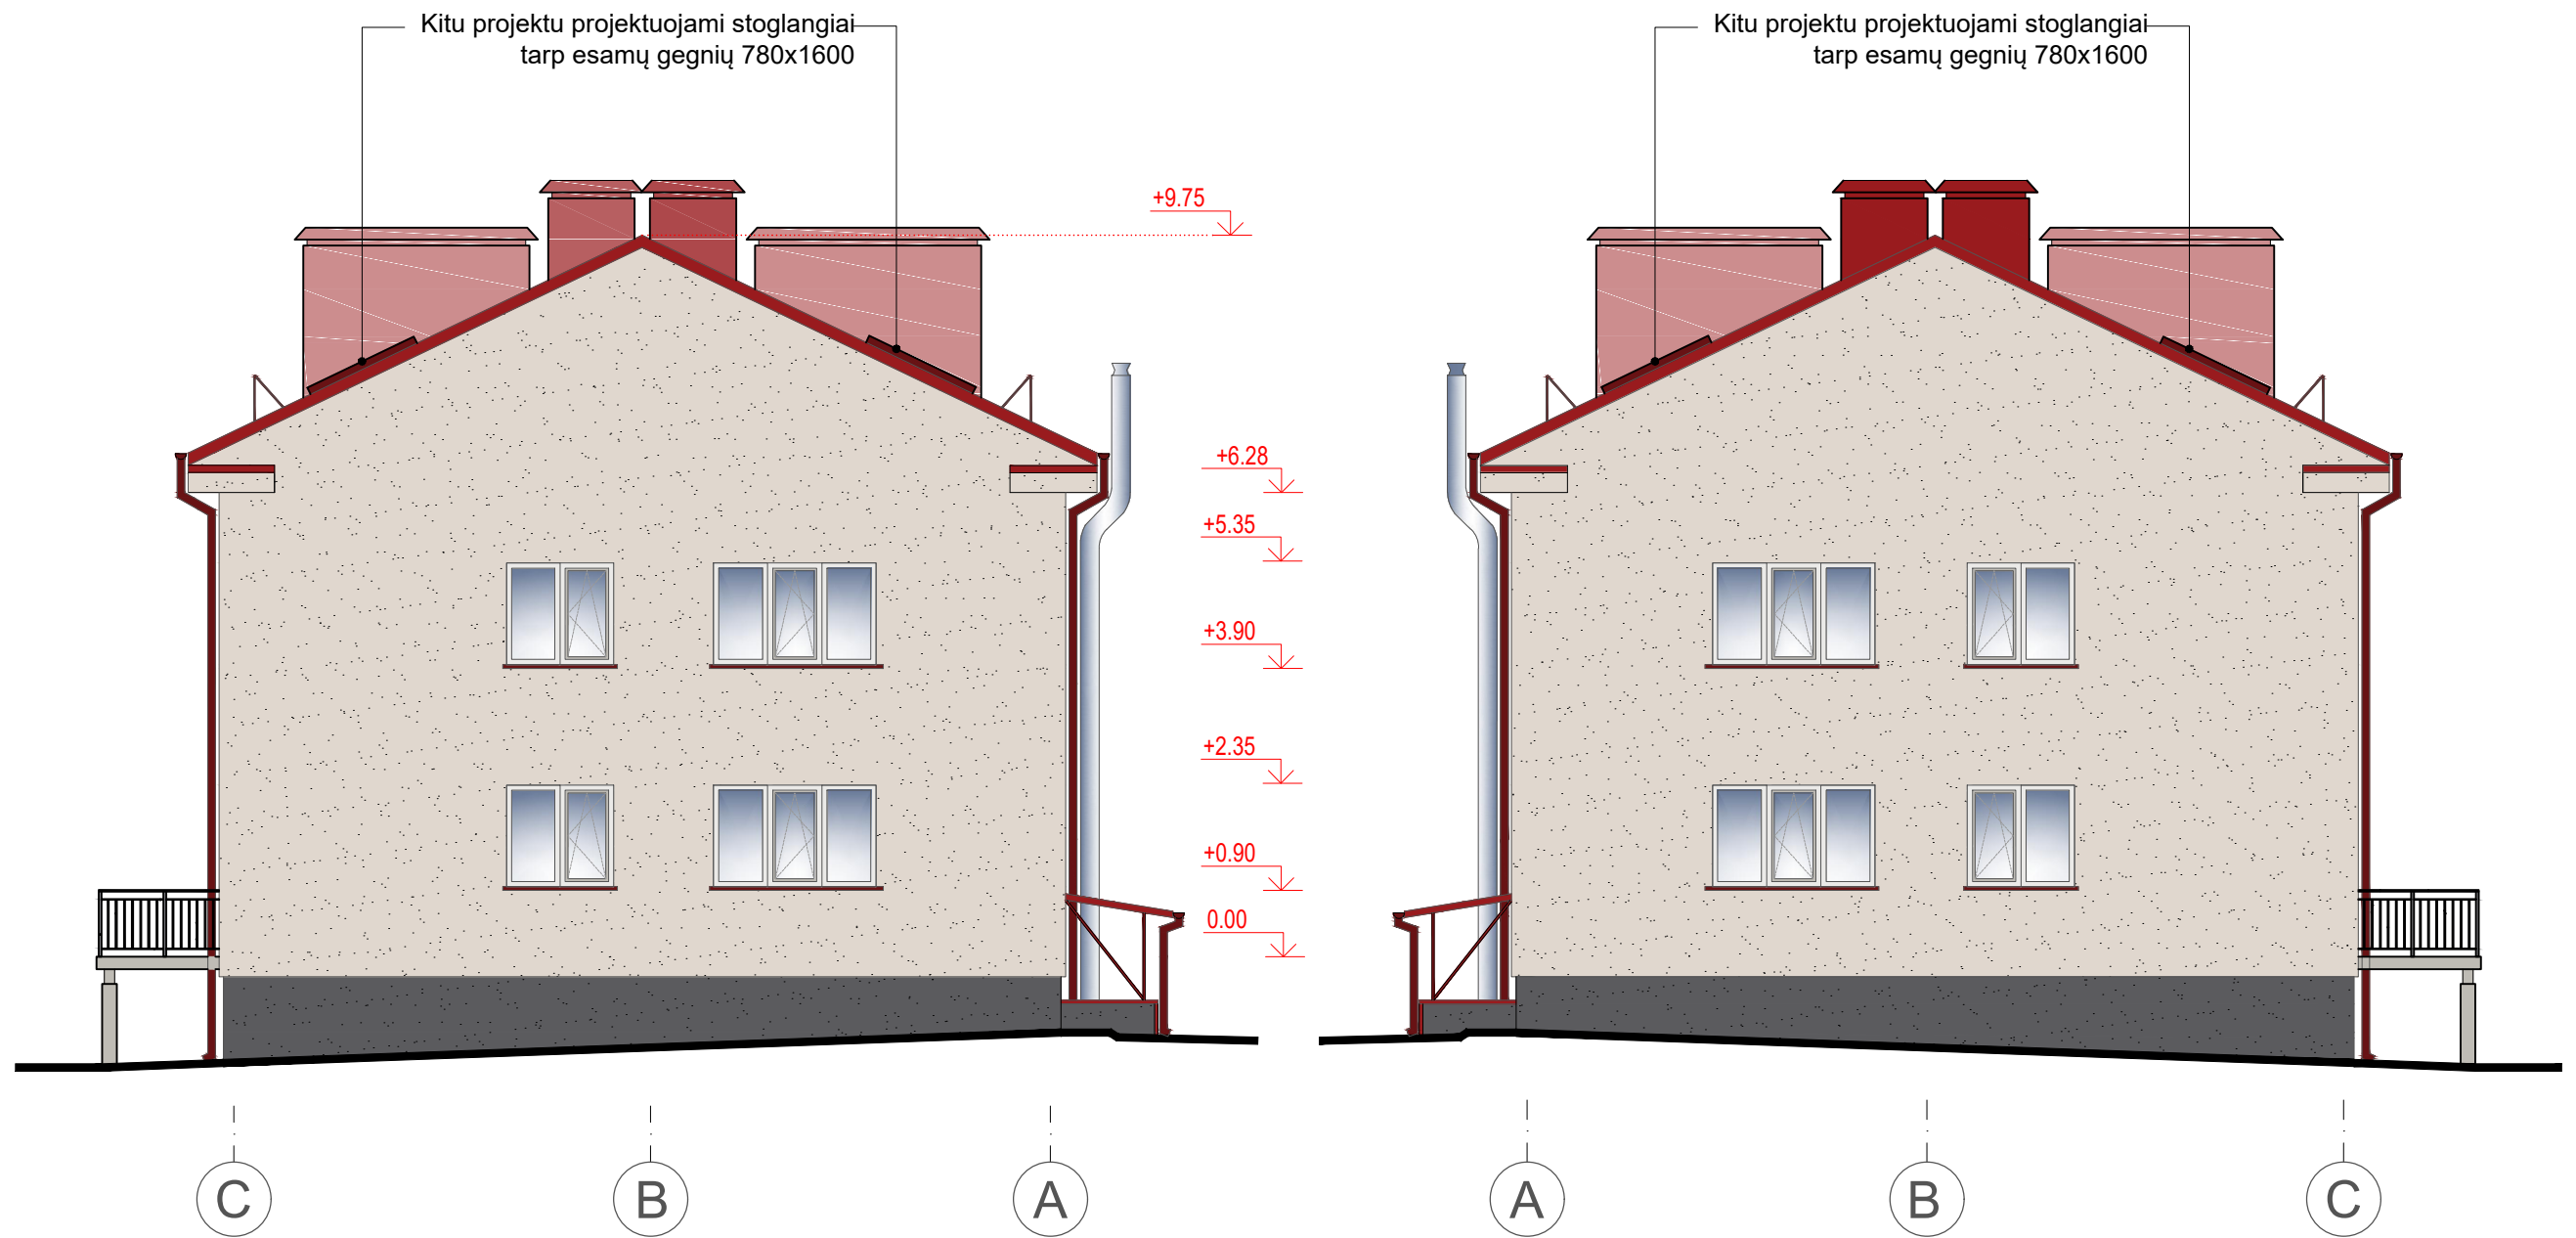 Kitu projektu projektuojami stoglangiai
tarp esamų gegnių 780x1600
Kitu projektu projektuojami stoglangiai
tarp esamų gegnių 780x1600
+9.75
+6.28
+5.35
+3.90
+2.35
+0.90
0.00
C
B
A
A
B
C